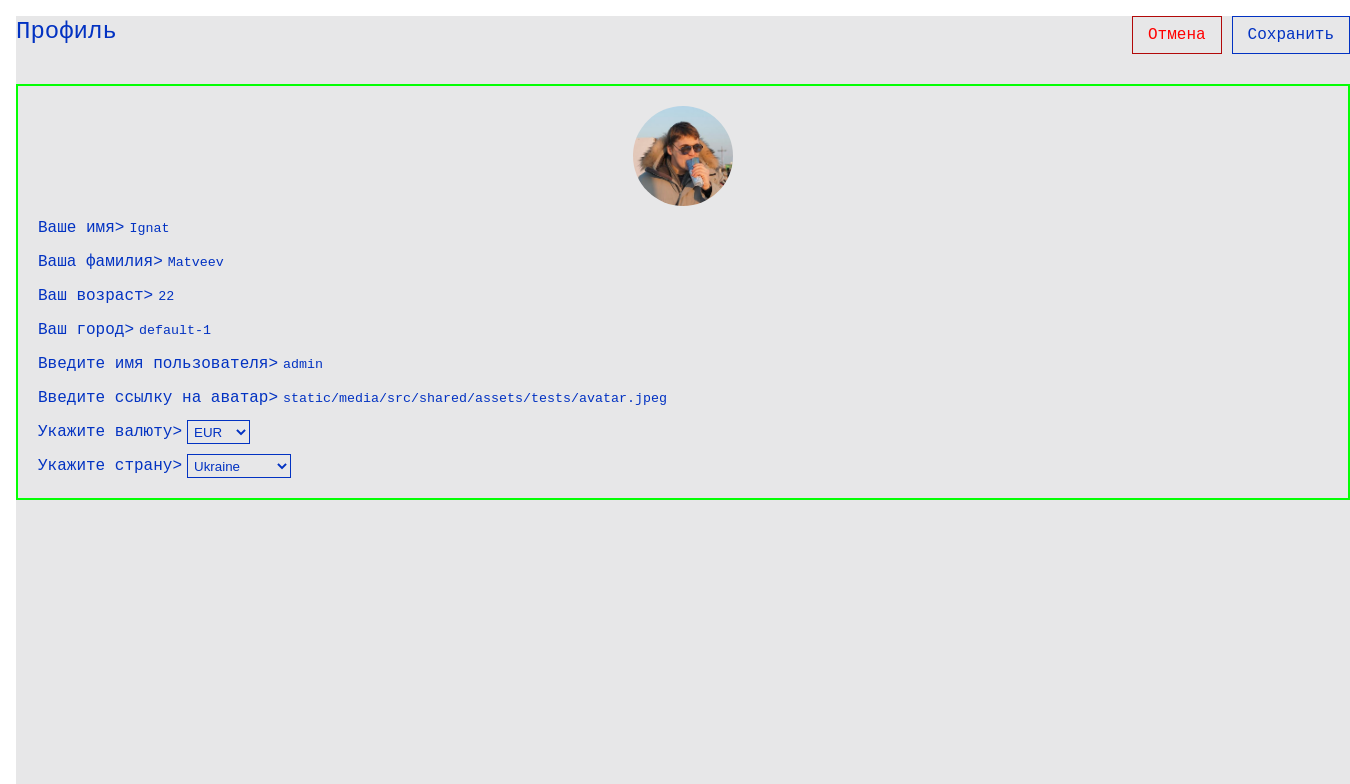 Профиль
Отмена
Сохранить
Ваше имя> Ignat
Ваша фамилия> Matveev
Ваш возраст> 22
Ваш город> default-1
Введите имя пользователя> admin
Введите ссылку на аватар> static/media/src/shared/assets/tests/avatar.jpeg
Укажите валюту> EUR
Укажите страну> Ukraine